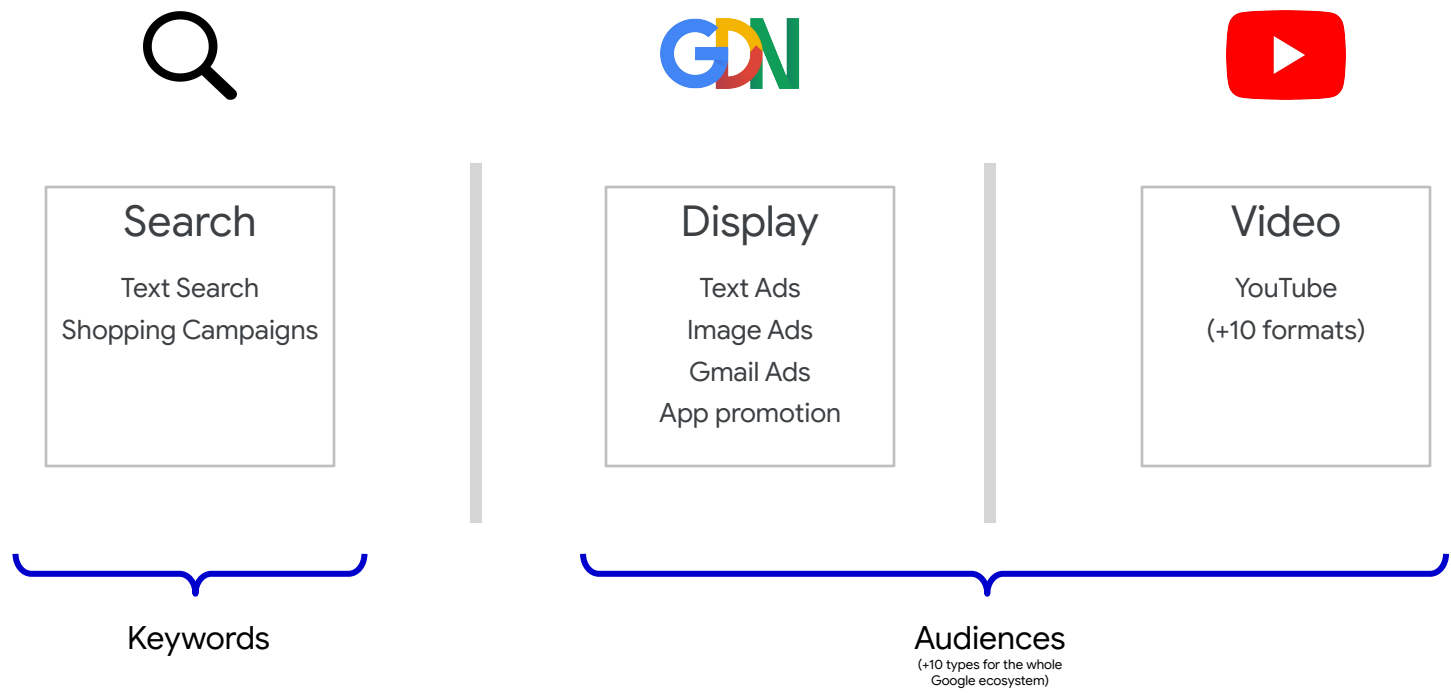 GDN
Search
Text Search
Shopping Campaigns
Display
Text Ads
Image Ads
Gmail Ads
App promotion
Video
YouTube
(+10 formats)
Keywords
Audiences
(+10 types for the whole
Google ecosystem)